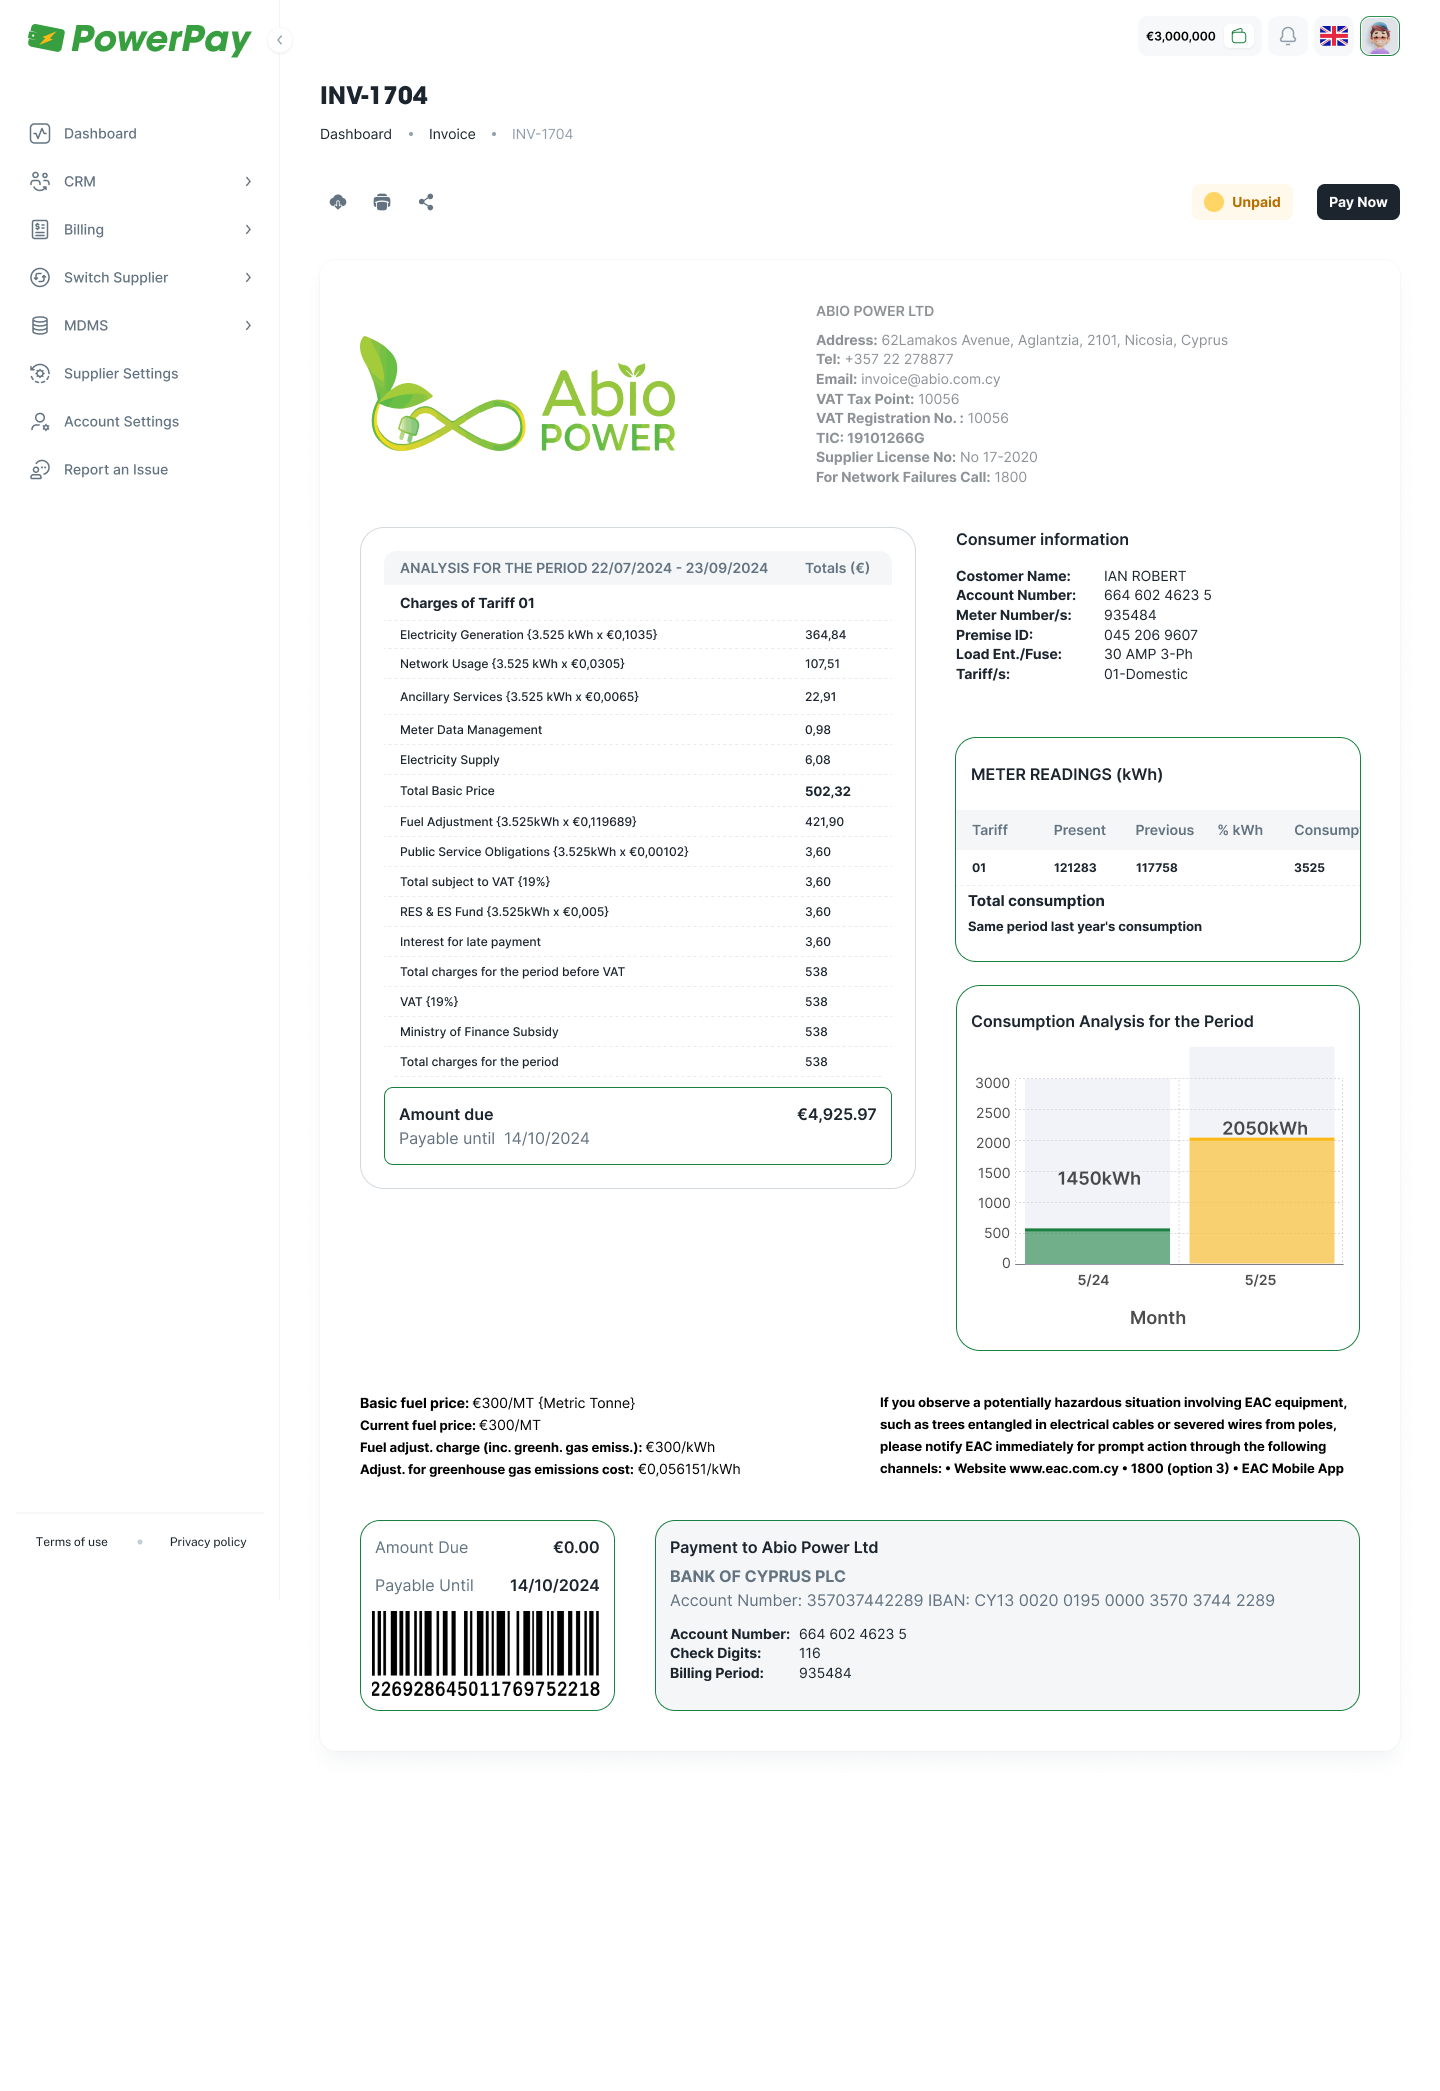 PowerPay
€3,000,000
INV-1704
Dashboard • Invoice • INV-1704
Dashboard
CRM
Billing
Switch Supplier
MDMS
Supplier Settings
Account Settings
Report an Issue
Unpaid
Pay Now
Abio
POWER
ABIO POWER LTD
Address: 62Lamakos Avenue, Aglantzia, 2101, Nicosia, Cyprus
Tel: +357 22 278877
Email: invoice@abio.com.cy
VAT Tax Point: 10056
VAT Registration No. : 10056
TIC: 19101266G
Supplier License No: No 17-2020
For Network Failures Call: 1800
ANALYSIS FOR THE PERIOD 22/07/2024 - 23/09/2024 Totals (€)
Charges of Tariff 01
Electricity Generation {3.525 kWh x €0,1035} 364,84
Network Usage {3.525 kWh x €0,0305} 107,51
Ancillary Services {3.525 kWh x €0,0065} 22,91
Meter Data Management 0,98
Electricity Supply 6,08
Total Basic Price 502,32
Fuel Adjustment {3.525kWh x €0,119689} 421,90
Public Service Obligations {3.525kWh x €0,00102} 3,60
Total subject to VAT {19%} 3,60
RES & ES Fund {3.525kWh x €0,005} 3,60
Interest for late payment 3,60
Total charges for the period before VAT 538
VAT {19%} 538
Ministry of Finance Subsidy 538
Total charges for the period 538
Amount due €4,925.97
Payable until 14/10/2024
Consumer information
Costomer Name: IAN ROBERT
Account Number: 664 602 4623 5
Meter Number/s: 935484
Premise ID: 045 206 9607
Load Ent./Fuse: 30 AMP 3-Ph
Tariff/s: 01-Domestic
METER READINGS (kWh)
Tariff Present Previous % kWh Consump
01 121283 117758 3525
Total consumption
Same period last year's consumption
Consumption Analysis for the Period
3000
2500
2000
1500
1000
500
0
1450kWh
2050kWh
5/24 5/25
Month
Basic fuel price: €300/MT {Metric Tonne}
Current fuel price: €300/MT
Fuel adjust. charge (inc. greenh. gas emiss.): €300/kWh
Adjust. for greenhouse gas emissions cost: €0,056151/kWh
If you observe a potentially hazardous situation involving EAC equipment,
such as trees entangled in electrical cables or severed wires from poles,
please notify EAC immediately for prompt action through the following
channels: • Website www.eac.com.cy • 1800 (option 3) • EAC Mobile App
Terms of use • Privacy policy
Amount Due €0.00
Payable Until 14/10/2024
226928645011769752218
Payment to Abio Power Ltd
BANK OF CYPRUS PLC
Account Number: 357037442289 IBAN: CY13 0020 0195 0000 3570 3744 2289
Account Number: 664 602 4623 5
Check Digits: 116
Billing Period: 935484